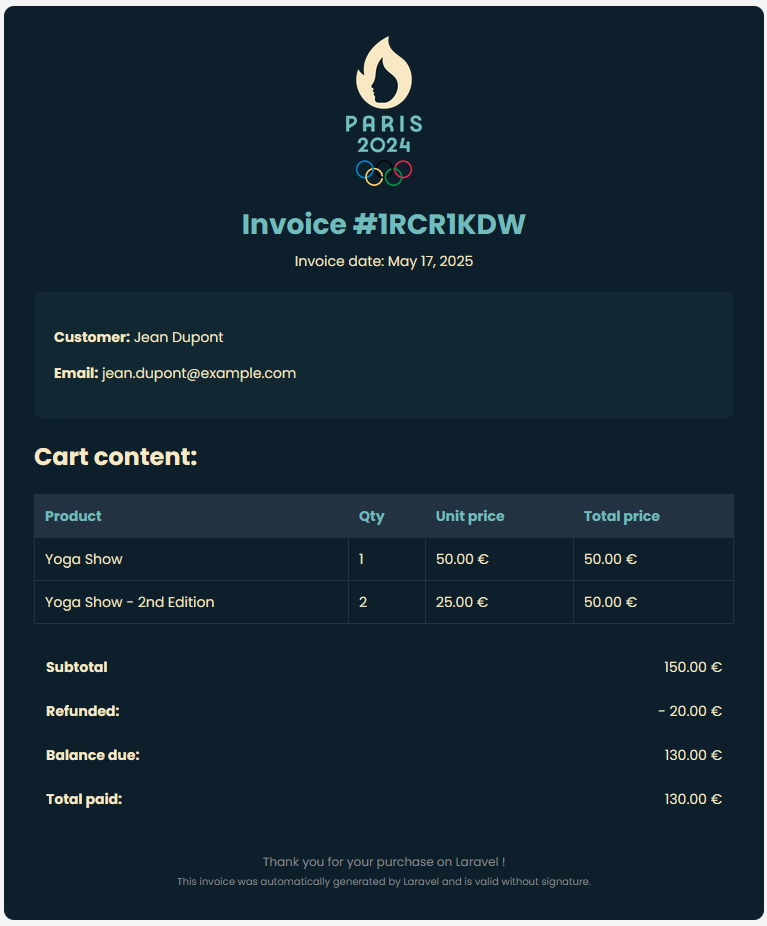 PARIS
2024
Invoice #1RCR1KDW
Invoice date: May 17, 2025
Customer: Jean Dupont
Email: jean.dupont@example.com
Cart content:
Product Qty Unit price Total price
Yoga Show 1 50.00 € 50.00 €
Yoga Show - 2nd Edition 2 25.00 € 50.00 €
Subtotal 150.00 €
Refunded: - 20.00 €
Balance due: 130.00 €
Total paid: 130.00 €
Thank you for your purchase on Laravel !
This invoice was automatically generated by Laravel and is valid without signature.